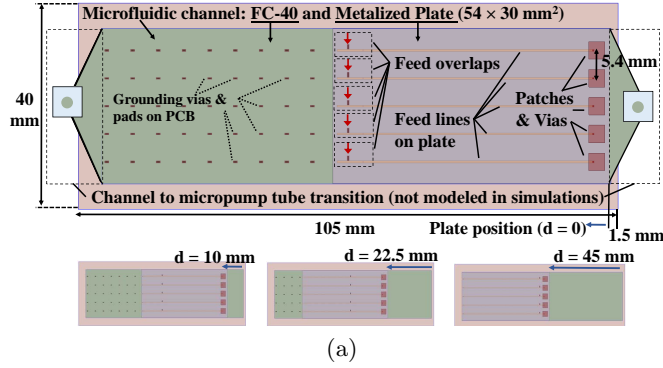 Microfluidic channel: FC-40 and Metalized Plate (54 × 30 mm²)
Feed overlaps
5.4 mm
40 mm
Grounding vias & pads on PCB
Feed lines on plate
Patches & Vias
Channel to micropump tube transition (not modeled in simulations)
105 mm
Plate position (d = 0)
1.5 mm
d = 10 mm
d = 22.5 mm
d = 45 mm
(a)